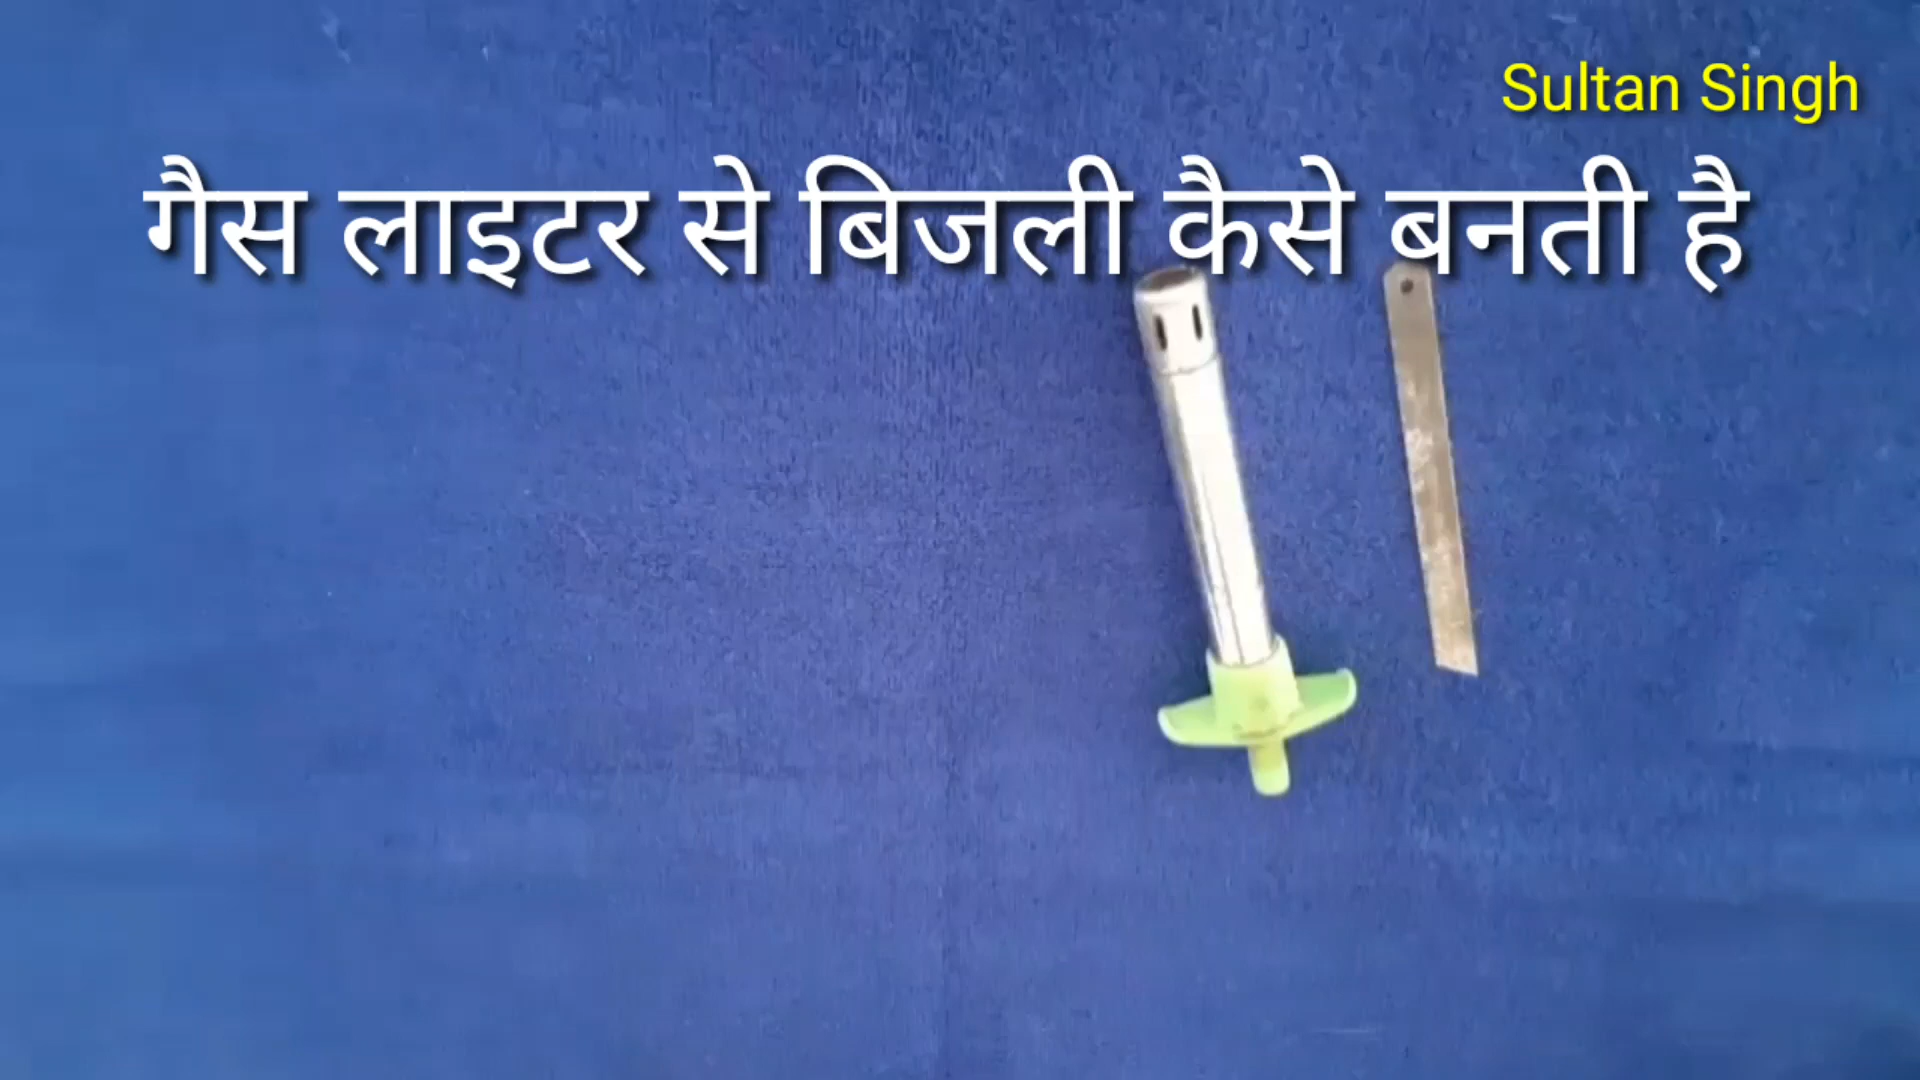 Sultan Singh
गैस लाइटर से बिजली कैसे बनती है